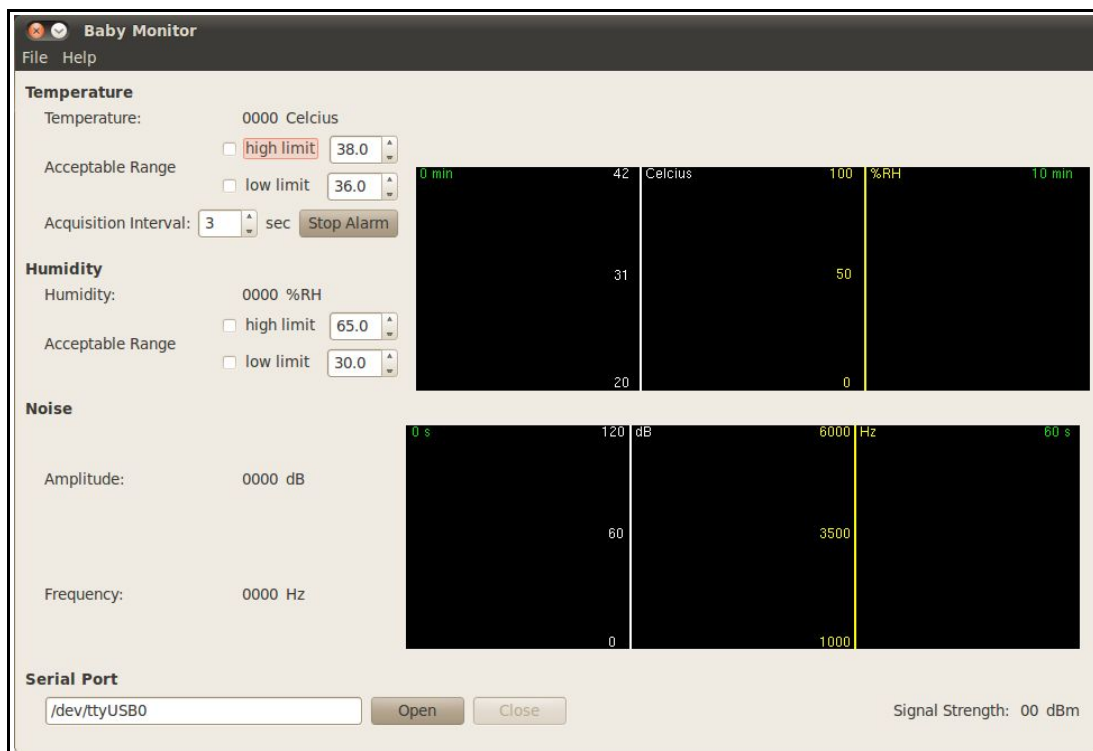 Baby Monitor
File Help
Temperature
Temperature: 0000 Celcius
high limit 38.0
Acceptable Range
low limit 36.0
Acquisition Interval: 3 sec Stop Alarm
0 min 42 Celcius 100 %RH 10 min
31 50
20 0
Humidity
Humidity: 0000 %RH
high limit 65.0
Acceptable Range
low limit 30.0
Noise
Amplitude: 0000 dB
Frequency: 0000 Hz
0 s 120 dB 6000 Hz 60 s
60 3500
0 1000
Serial Port
/dev/ttyUSB0 Open Close Signal Strength: 00 dBm